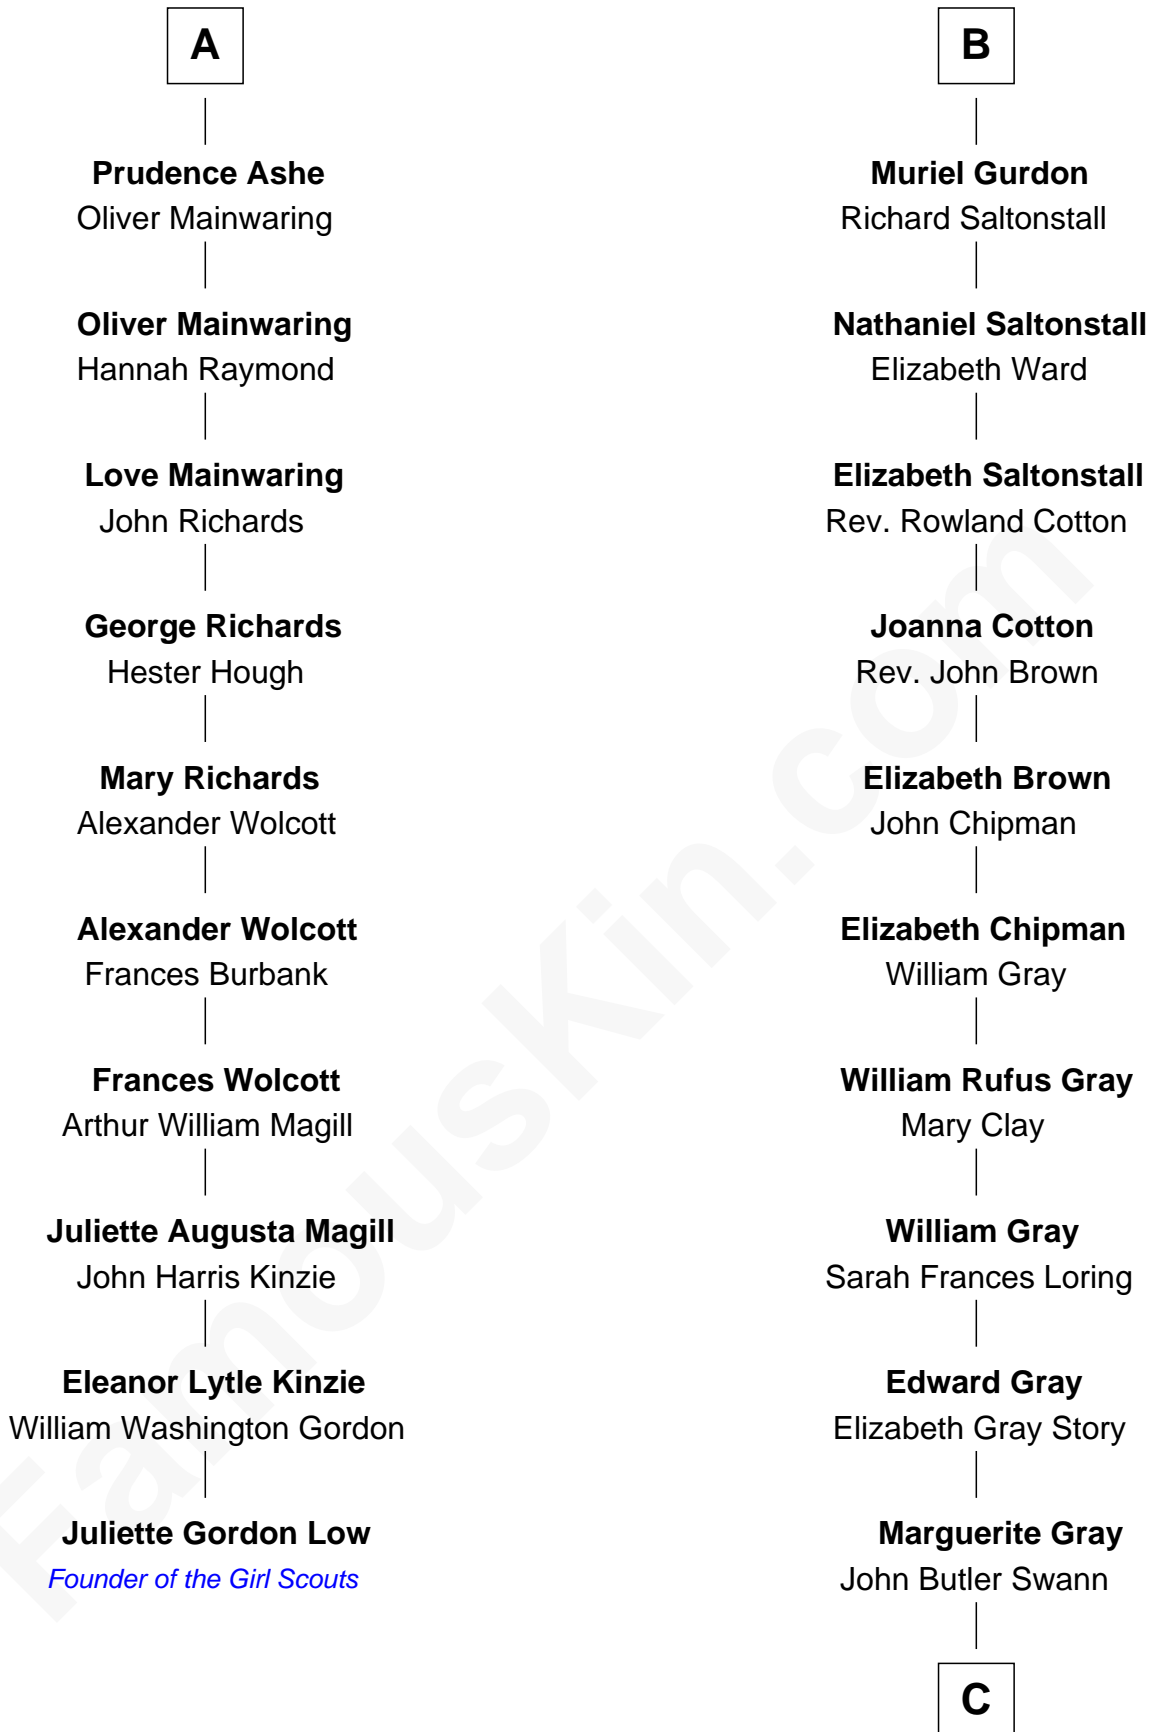 A
Prudence Ashe
Oliver Mainwaring
Oliver Mainwaring
Hannah Raymond
Love Mainwaring
John Richards
George Richards
Hester Hough
Mary Richards
Alexander Wolcott
Alexander Wolcott
Frances Burbank
Frances Wolcott
Arthur William Magill
Juliette Augusta Magill
John Harris Kinzie
Eleanor Lytle Kinzie
William Washington Gordon
Juliette Gordon Low
Founder of the Girl Scouts
B
Muriel Gurdon
Richard Saltonstall
Nathaniel Saltonstall
Elizabeth Ward
Elizabeth Saltonstall
Rev. Rowland Cotton
Joanna Cotton
Rev. John Brown
Elizabeth Brown
John Chipman
Elizabeth Chipman
William Gray
William Rufus Gray
Mary Clay
William Gray
Sarah Frances Loring
Edward Gray
Elizabeth Gray Story
Marguerite Gray
John Butler Swann
C
FamousKin.com